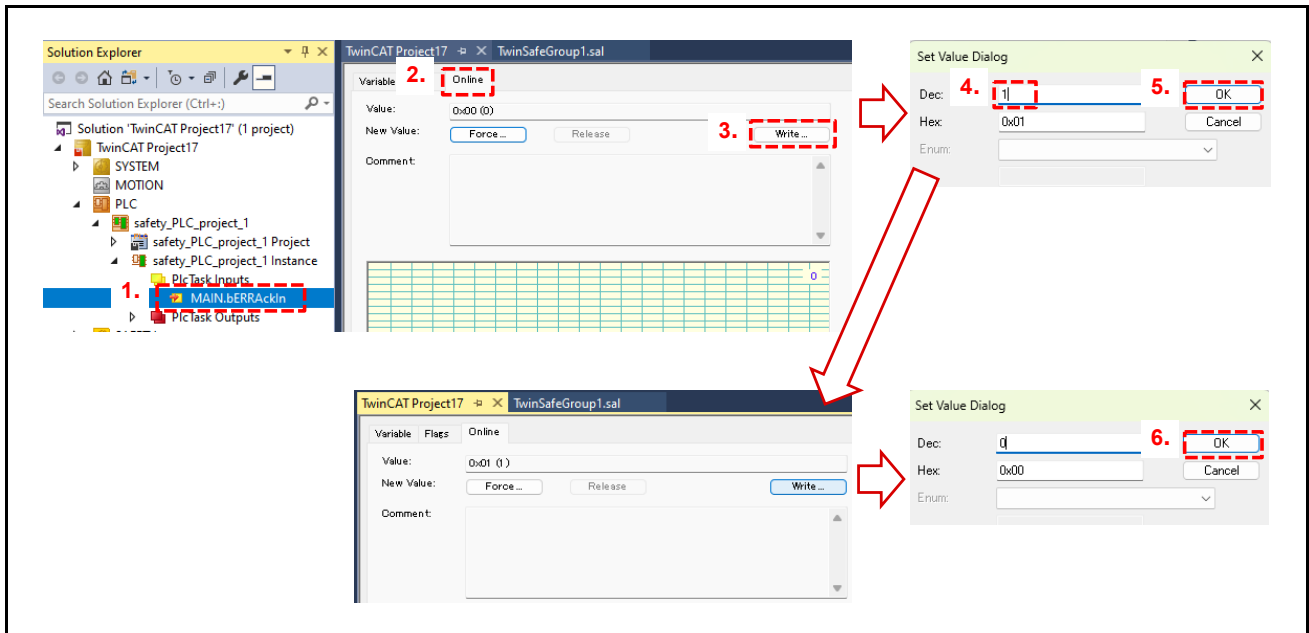 Solution Explorer
Search Solution Explorer (Ctrl+:)
Solution 'TwinCAT Project17' (1 project)
TwinCAT Project17
SYSTEM
MOTION
PLC
safety_PLC_project_1
safety_PLC_project_1 Project
safety_PLC_project_1 Instance
PlcTask Inputs
1.
MAIN.bERRAckIn
PlcTask Outputs
TwinCAT Project17 TwinSafeGroup1.sal
Variable 2. Online
Value: 0x00 (0)
New Value: Force... Release 3. Write...
Comment:
0
Set Value Dialog
Dec: 4. 1 5. OK
Hex: 0x01 Cancel
Enum:
TwinCAT Project17 TwinSafeGroup1.sal
Variable Flags Online
Value: 0x01 (1)
New Value: Force... Release Write...
Comment:
Set Value Dialog
Dec: 0 6. OK
Hex: 0x00 Cancel
Enum: